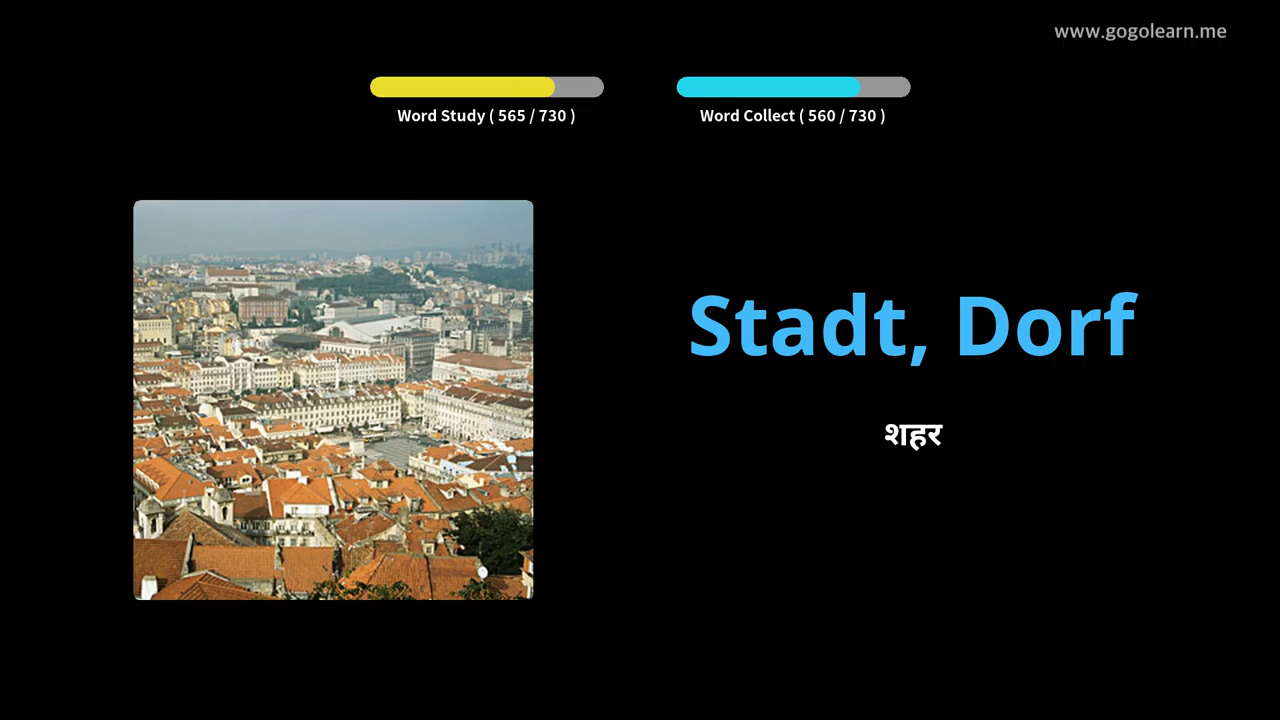 www.gogolearn.me
Word Study ( 565 / 730 )
Word Collect ( 560 / 730 )
Stadt, Dorf
शहर